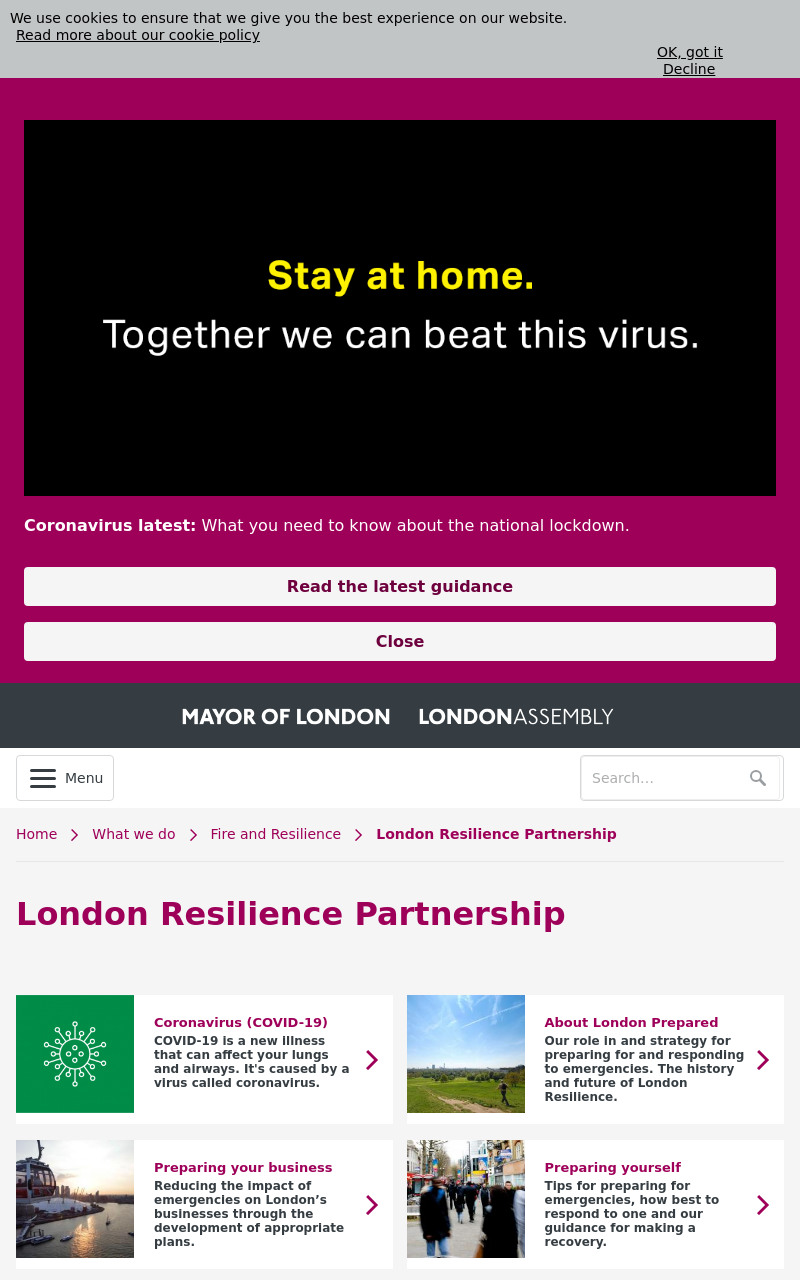 We use cookies to ensure that we give you the best experience on our website.
Read more about our cookie policy
OK, got it
Decline
Stay at home.
Together we can beat this virus.
Coronavirus latest: What you need to know about the national lockdown.
Read the latest guidance
Close
MAYOR OF LONDON LONDONASSEMBLY
Menu
Search...
Home What we do Fire and Resilience London Resilience Partnership
London Resilience Partnership
Coronavirus (COVID-19)
COVID-19 is a new illness
that can affect your lungs
and airways. It's caused by a
virus called coronavirus.
About London Prepared
Our role in and strategy for
preparing for and responding
to emergencies. The history
and future of London
Resilience.
Preparing your business
Reducing the impact of
emergencies on London’s
businesses through the
development of appropriate
plans.
Preparing yourself
Tips for preparing for
emergencies, how best to
respond to one and our
guidance for making a
recovery.